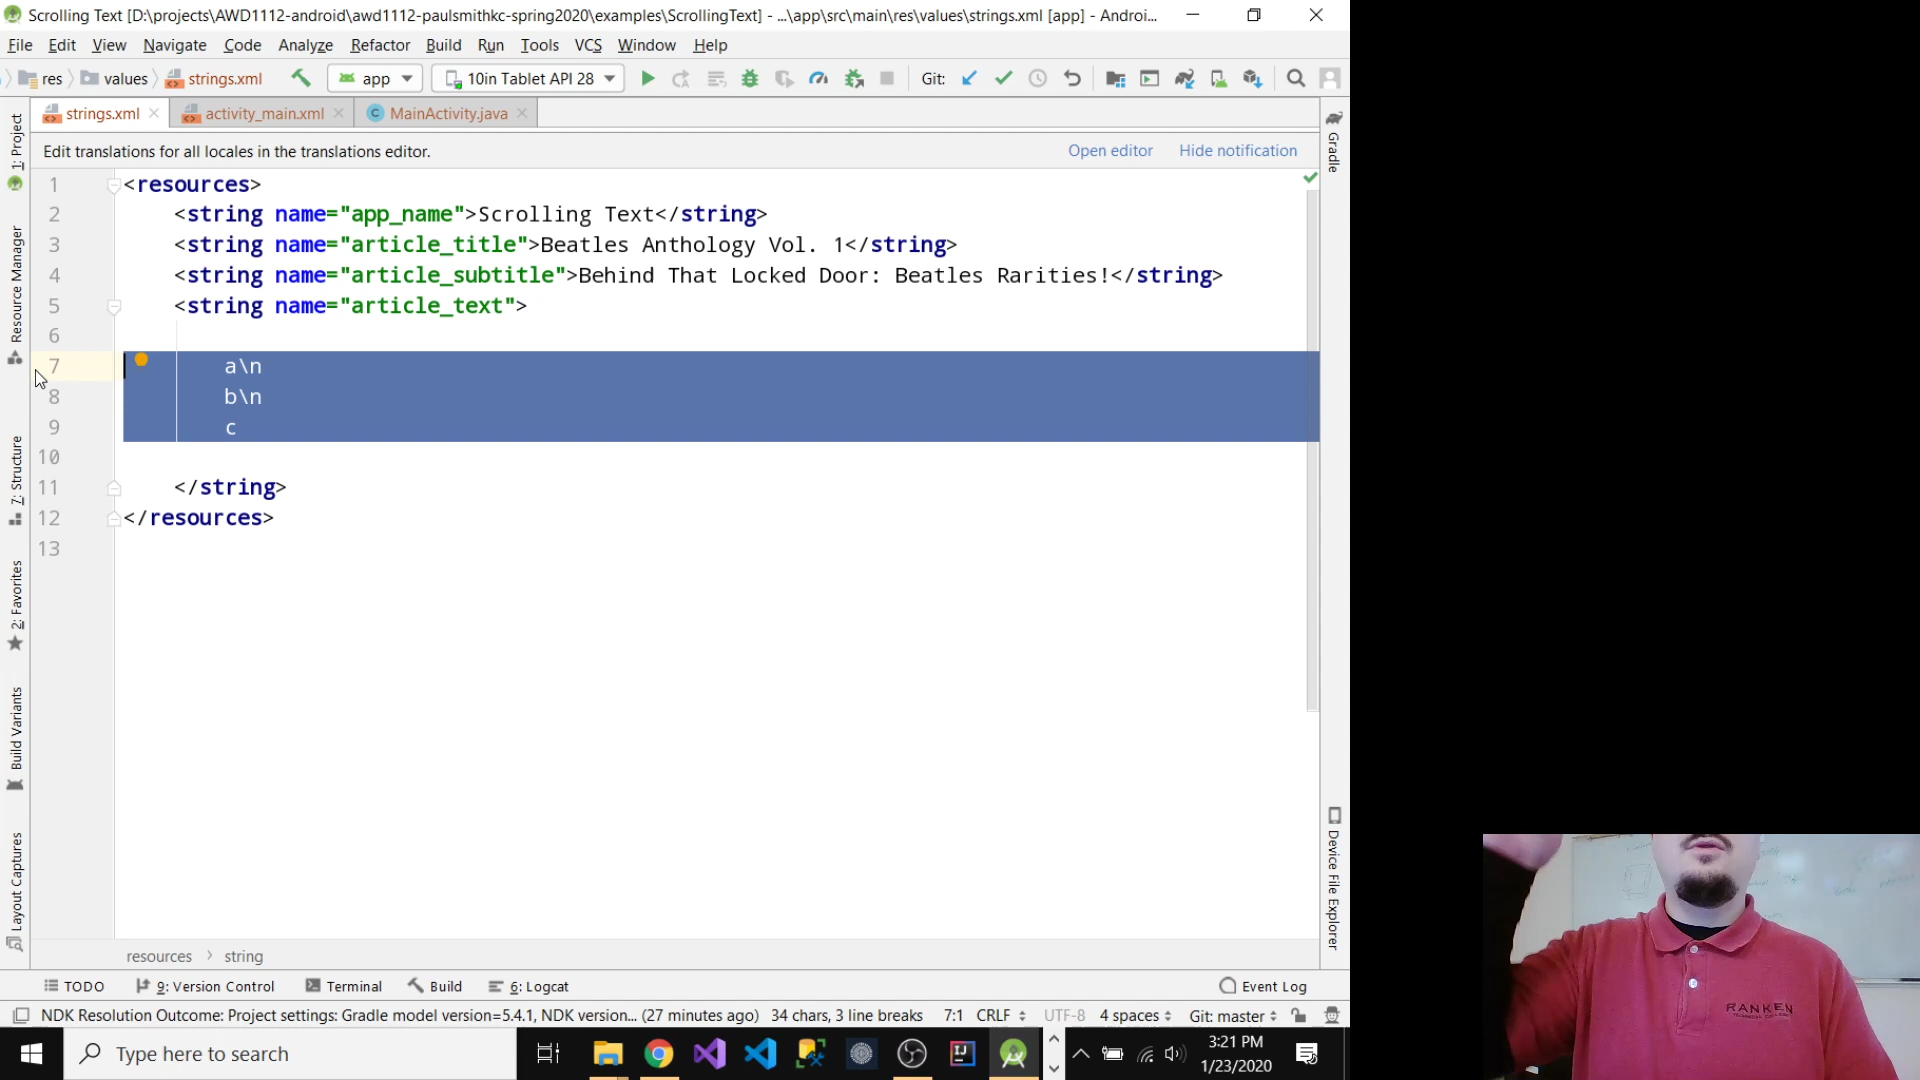 Scrolling Text [D:\projects\AWD1112-android\awd1112-paulsmithkc-spring2020\examples\ScrollingText] - ...\app\src\main\res\values\strings.xml [app] - Androi...
File Edit View Navigate Code Analyze Refactor Build Run Tools VCS Window Help
res values strings.xml app 10in Tablet API 28 Git:
strings.xml activity_main.xml MainActivity.java
Edit translations for all locales in the translations editor. Open editor Hide notification
1 <resources>
2 <string name="app_name">Scrolling Text</string>
3 <string name="article_title">Beatles Anthology Vol. 1</string>
4 <string name="article_subtitle">Behind That Locked Door: Beatles Rarities!</string>
5 <string name="article_text">
6
7 a\n
8 b\n
9 c
10
11 </string>
12 </resources>
13
1: Project
Resource Manager
7: Structure
2: Favorites
Build Variants
Layout Captures
Gradle
Device File Explorer
resources > string
TODO 9: Version Control Terminal Build 6: Logcat Event Log
NDK Resolution Outcome: Project settings: Gradle model version=5.4.1, NDK version... (27 minutes ago) 34 chars, 3 line breaks 7:1 CRLF UTF-8 4 spaces Git: master
Type here to search
3:21 PM
1/23/2020
RANKEN